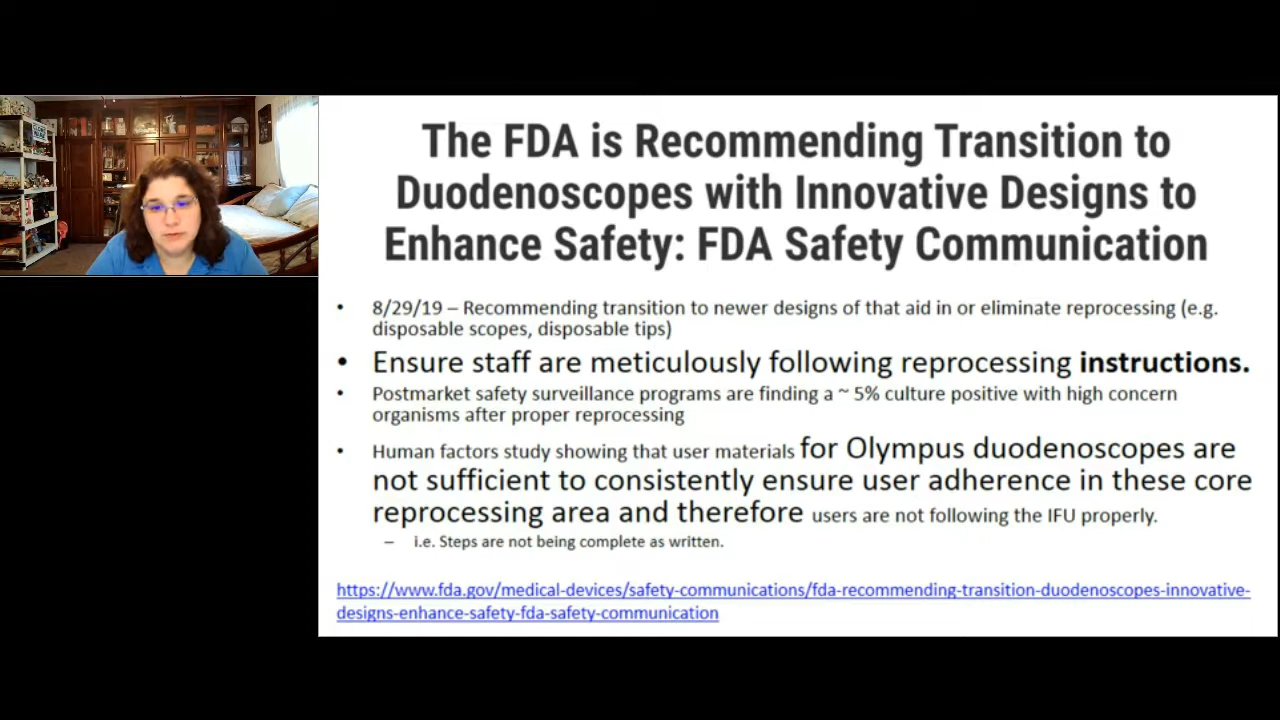 The FDA is Recommending Transition to
Duodenoscopes with Innovative Designs to
Enhance Safety: FDA Safety Communication
• 8/29/19 – Recommending transition to newer designs of that aid in or eliminate reprocessing (e.g.
disposable scopes, disposable tips)
• Ensure staff are meticulously following reprocessing instructions.
• Postmarket safety surveillance programs are finding a ~ 5% culture positive with high concern
organisms after proper reprocessing
• Human factors study showing that user materials for Olympus duodenoscopes are
not sufficient to consistently ensure user adherence in these core
reprocessing area and therefore users are not following the IFU properly.
– i.e. Steps are not being complete as written.
https://www.fda.gov/medical-devices/safety-communications/fda-recommending-transition-duodenoscopes-innovative-
designs-enhance-safety-fda-safety-communication